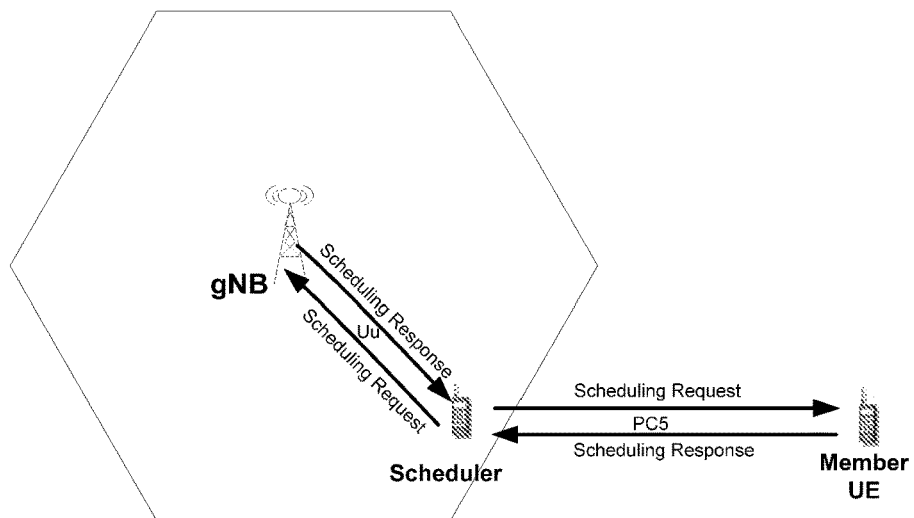 gNB
Scheduling Response
Uu
Scheduling Request
Scheduler
Scheduling Request
PC5
Scheduling Response
Member
UE